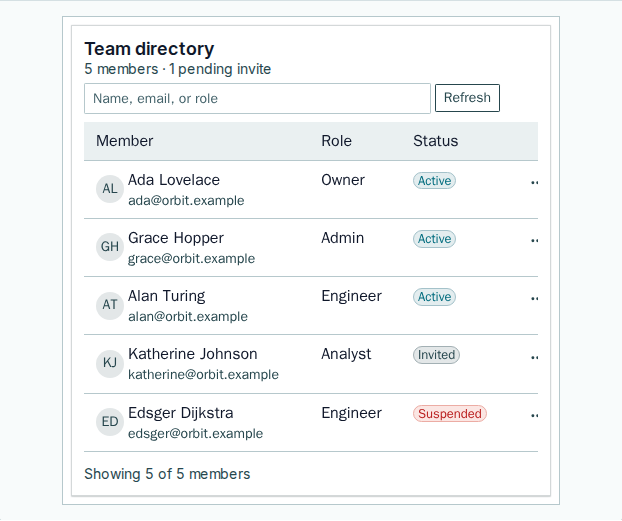 Team directory
5 members · 1 pending invite
Name, email, or role
Refresh
Member Role Status
AL Ada Lovelace Owner Active
ada@orbit.example
GH Grace Hopper Admin Active
grace@orbit.example
AT Alan Turing Engineer Active
alan@orbit.example
KJ Katherine Johnson Analyst Invited
katherine@orbit.example
ED Edsger Dijkstra Engineer Suspended
edsger@orbit.example
Showing 5 of 5 members